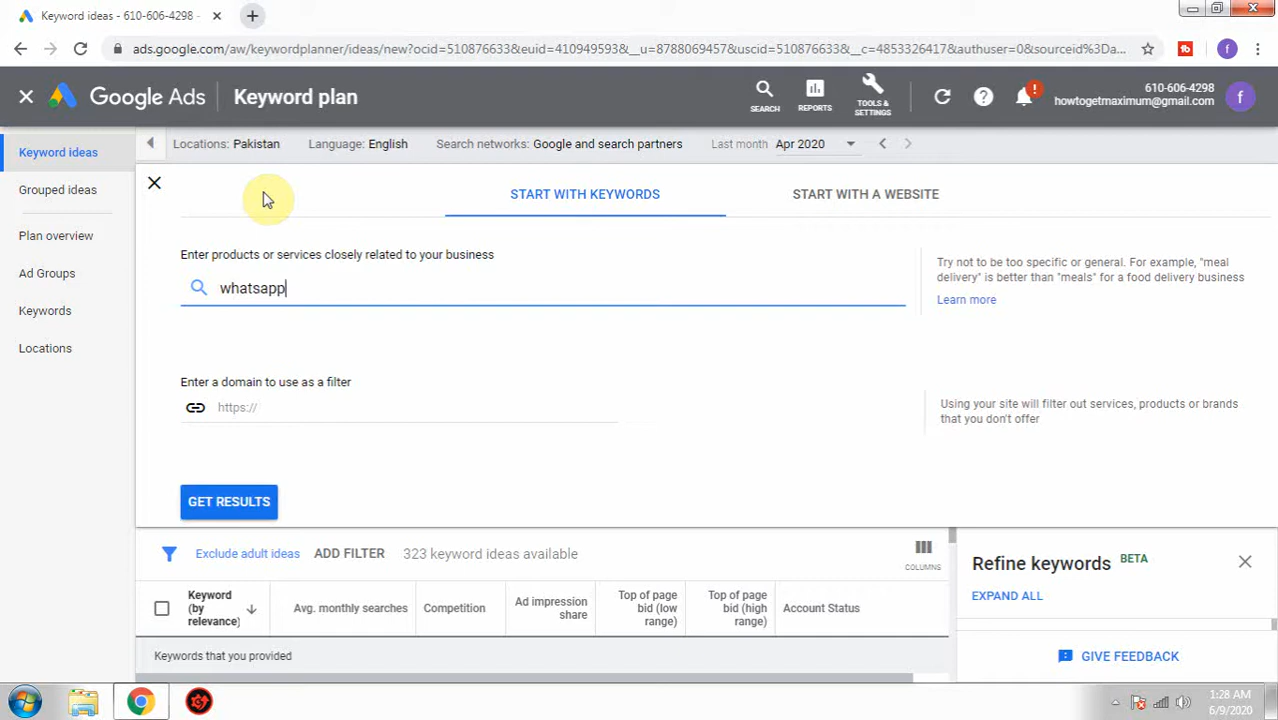 Keyword ideas - 610-606-4298 -
ads.google.com/aw/keywordplanner/ideas/new?ocid=510876633&euid=410949593&__u=8788069457&uscid=510876633&__c=4853326417&authuser=0&sourceid%3Da...
f
Google Ads
Keyword plan
SEARCH
REPORTS
TOOLS &
SETTINGS
!
610-606-4298
howtogetmaximum@gmail.com
f
Keyword ideas
Grouped ideas
Plan overview
Ad Groups
Keywords
Locations
Locations: Pakistan
Language: English
Search networks: Google and search partners
Last month
Apr 2020
START WITH KEYWORDS
START WITH A WEBSITE
Enter products or services closely related to your business
whatsapp
Try not to be too specific or general. For example, "meal
delivery" is better than "meals" for a food delivery business
Learn more
Enter a domain to use as a filter
https://
Using your site will filter out services, products or brands
that you don't offer
GET RESULTS
Exclude adult ideas
ADD FILTER
323 keyword ideas available
COLUMNS
Refine keywords
BETA
EXPAND ALL
Keyword
(by
relevance)
Avg. monthly searches
Competition
Ad impression
share
Top of page
bid (low
range)
Top of page
bid (high
range)
Account Status
Keywords that you provided
GIVE FEEDBACK
1:28 AM
6/9/2020